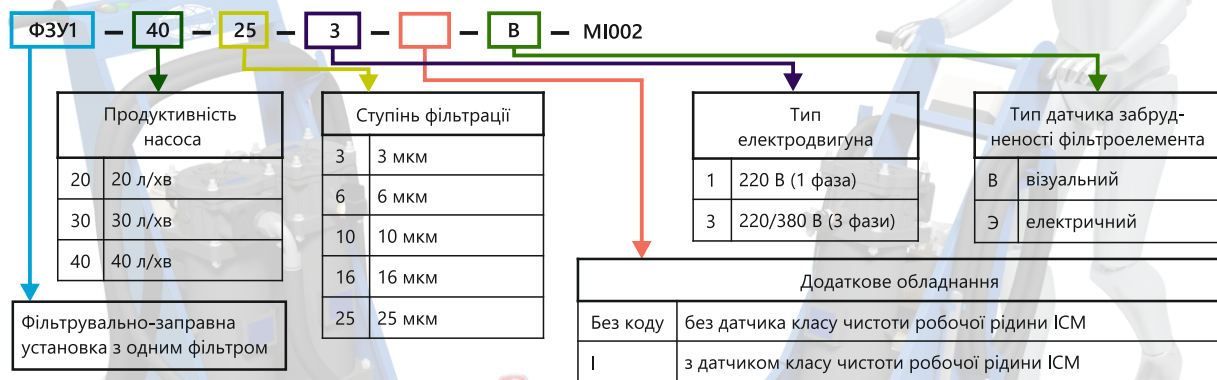 ФЗУ1 – 40 – 25 – 3 – – В – МІ002
Продуктивність
насоса
20 20 л/хв
30 30 л/хв
40 40 л/хв
Ступінь фільтрації
3 3 мкм
6 6 мкм
10 10 мкм
16 16 мкм
25 25 мкм
Тип
електродвигуна
1 220 В (1 фаза)
3 220/380 В (3 фази)
Тип датчика забруд-
неності фільтроелемента
В візуальний
Э електричний
Фільтрувально-заправна
установка з одним фільтром
Додаткове обладнання
Без коду без датчика класу чистоти робочої рідини ICM
І з датчиком класу чистоти робочої рідини ICM